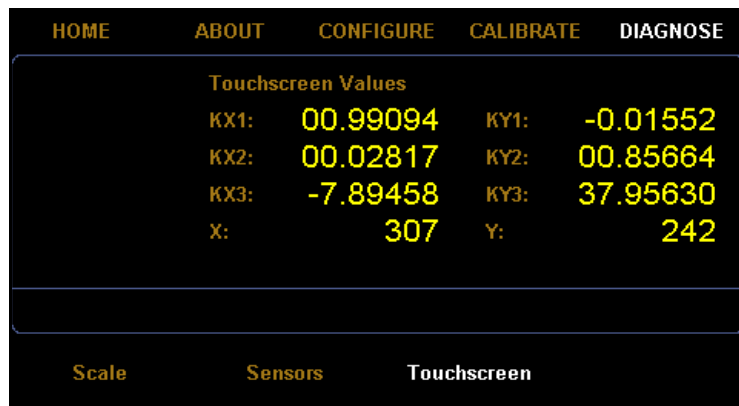 HOME ABOUT CONFIGURE CALIBRATE DIAGNOSE
Touchscreen Values
KX1: 00.99094 KY1: -0.01552
KX2: 00.02817 KY2: 00.85664
KX3: -7.89458 KY3: 37.95630
X: 307 Y: 242
Scale Sensors Touchscreen